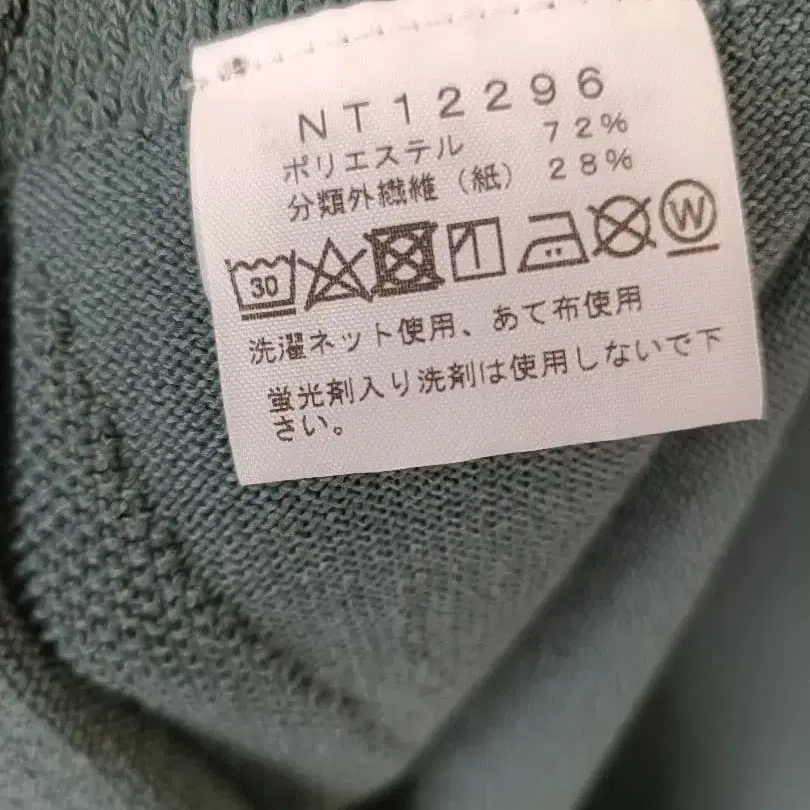 NT12296
ポリエステル 72%
分類外繊維（紙） 28%
30 W
洗濯ネット使用、あて布使用
蛍光剤入り洗剤は使用しないで下
さい。